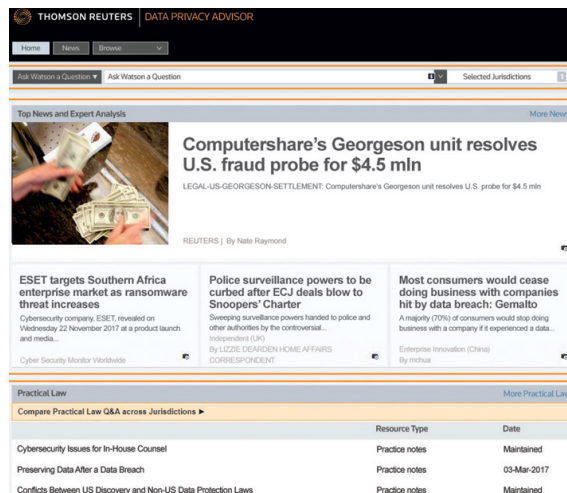 THOMSON REUTERS DATA PRIVACY ADVISOR
Home News Browse
Ask Watson a Question Ask Watson a Question Selected Jurisdictions 1
Top News and Expert Analysis More News
Computershare's Georgeson unit resolves
U.S. fraud probe for $4.5 mln
LEGAL-US-GEORGESON-SETTLEMENT: Computershare's Georgeson unit resolves U.S. probe for $4.5 mln
REUTERS | By Nate Raymond
ESET targets Southern Africa
enterprise market as ransomware
threat increases
Cybersecurity company, ESET, revealed on
Wednesday 22 November 2017 at a product launch
and media...
Cyber Security Monitor Worldwide
Police surveillance powers to be
curbed after ECJ deals blow to
Snoopers' Charter
Sweeping surveillance powers handed to police and
other authorities by the controversial...
Independent (UK)
By LIZZIE DEARDEN HOME AFFAIRS
CORRESPONDENT
Most consumers would cease
doing business with companies
hit by data breach: Gemalto
A majority (70%) of consumers would stop doing
business with a company if it experienced a data...
Enterprise Innovation (China)
By mchua
Practical Law More Practical Law
Compare Practical Law Q&A across Jurisdictions ►
Resource Type Date
Cybersecurity Issues for In-House Counsel Practice notes Maintained
Preserving Data After a Data Breach Practice notes 03-Mar-2017
Conflicts Between US Discovery and Non-US Data Protection Laws Practice notes Maintained